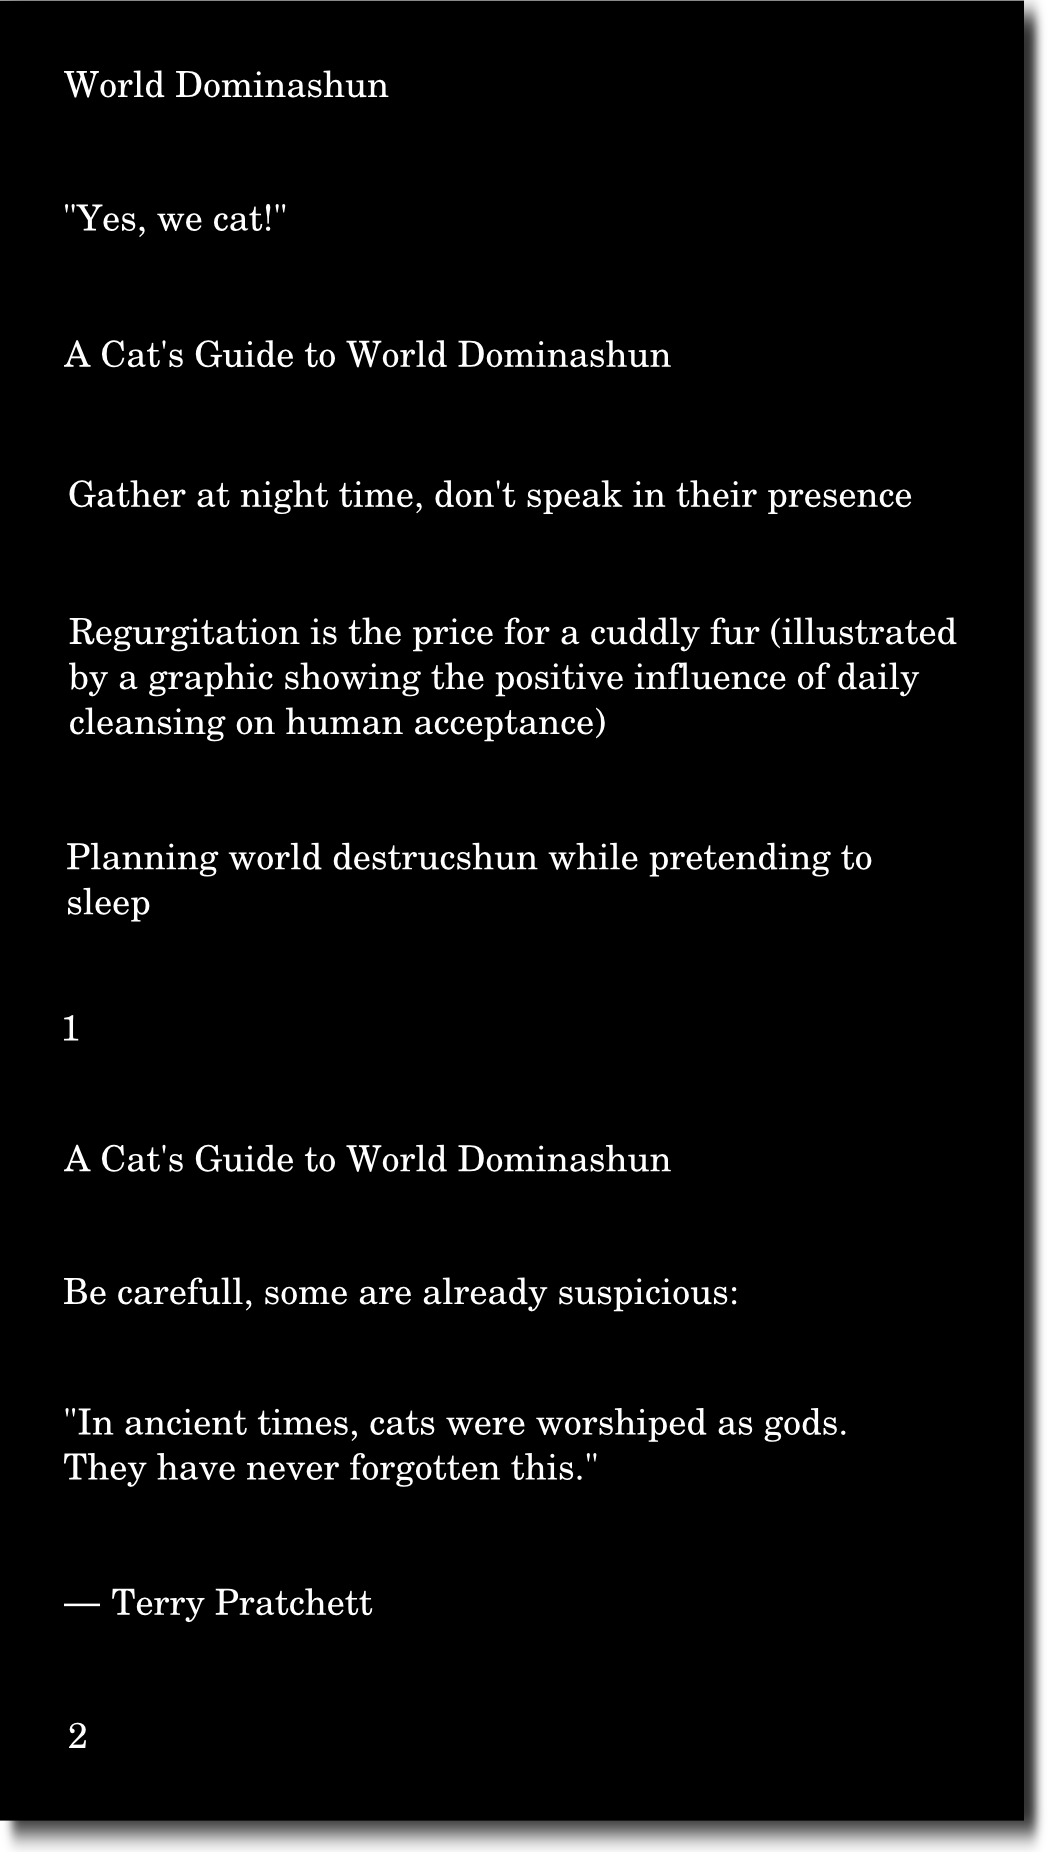 World Dominashun
"Yes, we cat!"
A Cat's Guide to World Dominashun
Gather at night time, don't speak in their presence
Regurgitation is the price for a cuddly fur (illustrated
by a graphic showing the positive influence of daily
cleansing on human acceptance)
Planning world destrucshun while pretending to
sleep
1
A Cat's Guide to World Dominashun
Be carefull, some are already suspicious:
"In ancient times, cats were worshiped as gods.
They have never forgotten this."
— Terry Pratchett
2